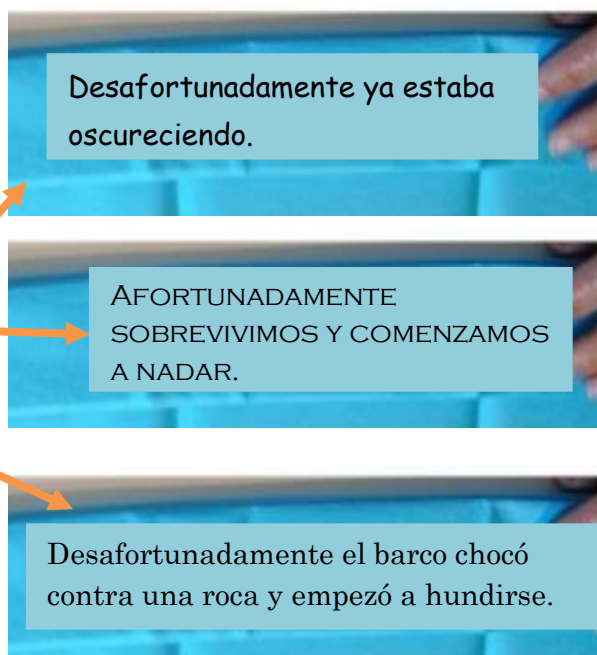 Desafortunadamente ya estaba
oscureciendo.
AFORTUNADAMENTE
SOBREVIVIMOS Y COMENZAMOS
A NADAR.
Desafortunadamente el barco chocó
contra una roca y empezó a hundirse.